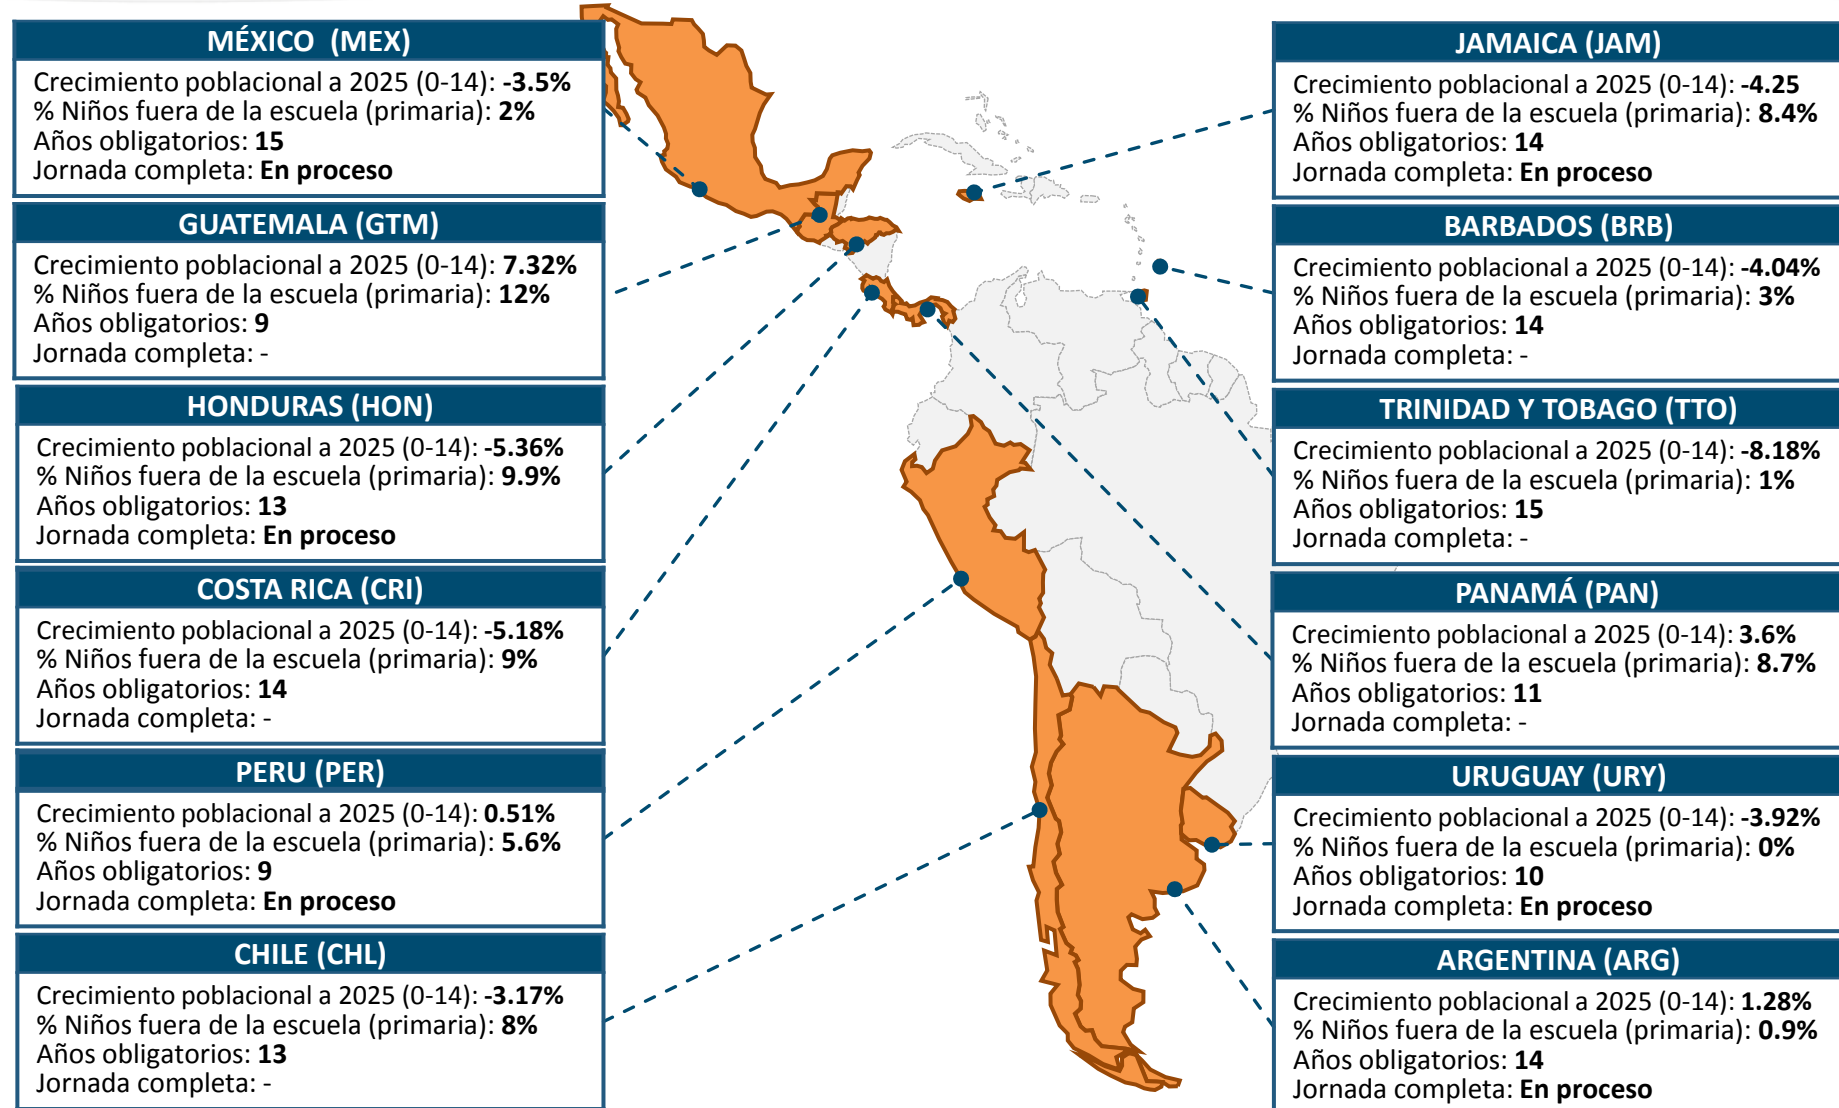 MÉXICO (MEX)
Crecimiento poblacional a 2025 (0-14): -3.5%
% Niños fuera de la escuela (primaria): 2%
Años obligatorios: 15
Jornada completa: En proceso
GUATEMALA (GTM)
Crecimiento poblacional a 2025 (0-14): 7.32%
% Niños fuera de la escuela (primaria): 12%
Años obligatorios: 9
Jornada completa: -
HONDURAS (HON)
Crecimiento poblacional a 2025 (0-14): -5.36%
% Niños fuera de la escuela (primaria): 9.9%
Años obligatorios: 13
Jornada completa: En proceso
COSTA RICA (CRI)
Crecimiento poblacional a 2025 (0-14): -5.18%
% Niños fuera de la escuela (primaria): 9%
Años obligatorios: 14
Jornada completa: -
PERU (PER)
Crecimiento poblacional a 2025 (0-14): 0.51%
% Niños fuera de la escuela (primaria): 5.6%
Años obligatorios: 9
Jornada completa: En proceso
CHILE (CHL)
Crecimiento poblacional a 2025 (0-14): -3.17%
% Niños fuera de la escuela (primaria): 8%
Años obligatorios: 13
Jornada completa: -
JAMAICA (JAM)
Crecimiento poblacional a 2025 (0-14): -4.25
% Niños fuera de la escuela (primaria): 8.4%
Años obligatorios: 14
Jornada completa: En proceso
BARBADOS (BRB)
Crecimiento poblacional a 2025 (0-14): -4.04%
% Niños fuera de la escuela (primaria): 3%
Años obligatorios: 14
Jornada completa: -
TRINIDAD Y TOBAGO (TTO)
Crecimiento poblacional a 2025 (0-14): -8.18%
% Niños fuera de la escuela (primaria): 1%
Años obligatorios: 15
Jornada completa: -
PANAMÁ (PAN)
Crecimiento poblacional a 2025 (0-14): 3.6%
% Niños fuera de la escuela (primaria): 8.7%
Años obligatorios: 11
Jornada completa: -
URUGUAY (URY)
Crecimiento poblacional a 2025 (0-14): -3.92%
% Niños fuera de la escuela (primaria): 0%
Años obligatorios: 10
Jornada completa: En proceso
ARGENTINA (ARG)
Crecimiento poblacional a 2025 (0-14): 1.28%
% Niños fuera de la escuela (primaria): 0.9%
Años obligatorios: 14
Jornada completa: En proceso